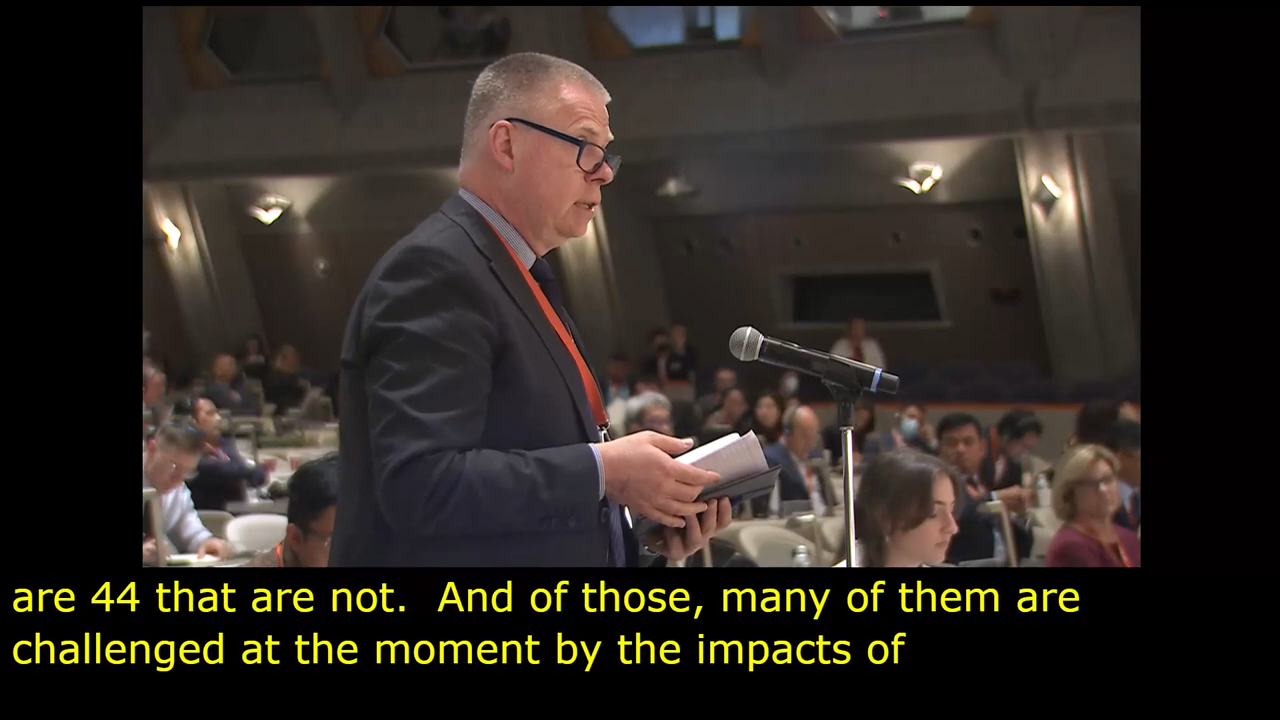 are 44 that are not.  And of those, many of them are
challenged at the moment by the impacts of